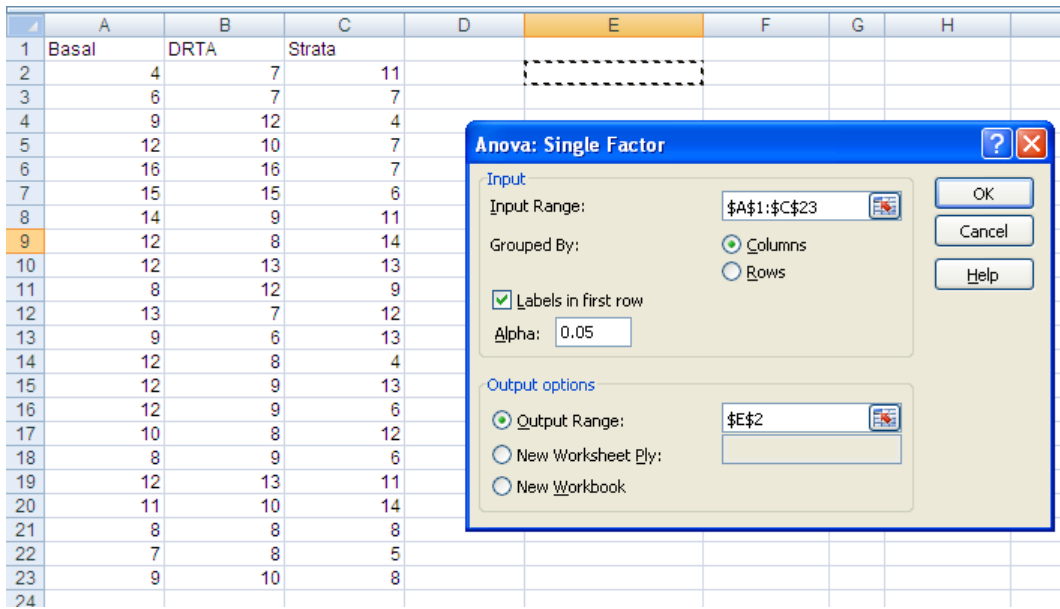 A B C D E F G H
1 Basal DRTA Strata
2 4 7 11
3 6 7 7
4 9 12 4
5 12 10 7
6 16 16 7
7 15 15 6
8 14 9 11
9 12 8 14
10 12 13 13
11 8 12 9
12 13 7 12
13 9 6 13
14 12 8 4
15 12 9 13
16 12 9 6
17 10 8 12
18 8 9 6
19 12 13 11
20 11 10 14
21 8 8 8
22 7 8 5
23 9 10 8
24
Anova: Single Factor ?
Input
Input Range: $A$1:$C$23
Grouped By: Columns
Rows
Labels in first row
Alpha: 0.05
OK
Cancel
Help
Output options
Output Range: $E$2
New Worksheet Ply:
New Workbook